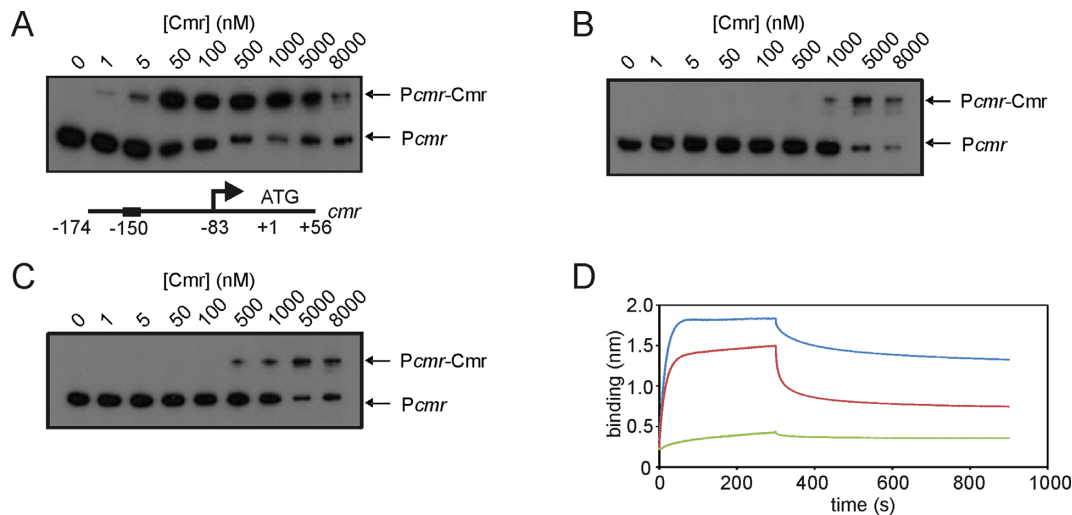 A
[Cmr] (nM)
0 1 5 50 100 500 1000 5000 8000
Pcmr-Cmr
Pcmr
ATG
cmr
-174 -150 -83 +1 +56
B
[Cmr] (nM)
0 1 5 50 100 500 1000 5000 8000
Pcmr-Cmr
Pcmr
C
[Cmr] (nM)
0 1 5 50 100 500 1000 5000 8000
Pcmr-Cmr
Pcmr
D
binding (nm)
2.0
1.5
1.0
0.5
0
0 200 400 600 800 1000
time (s)